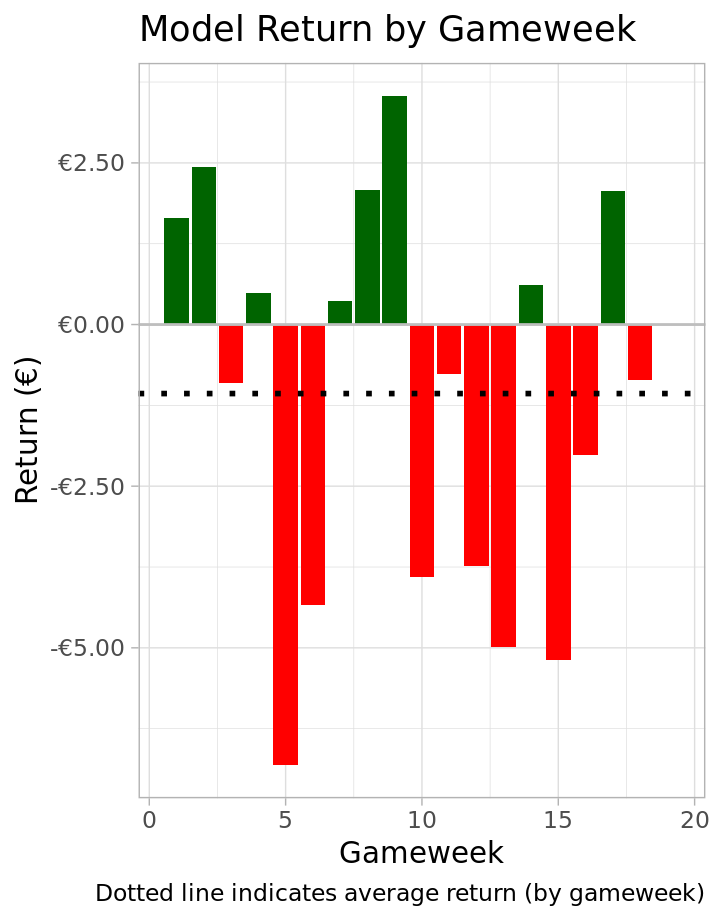 Model Return by Gameweek
Return (€)
€2.50
€0.00
-€2.50
-€5.00
0 5 10 15 20
Gameweek
Dotted line indicates average return (by gameweek)